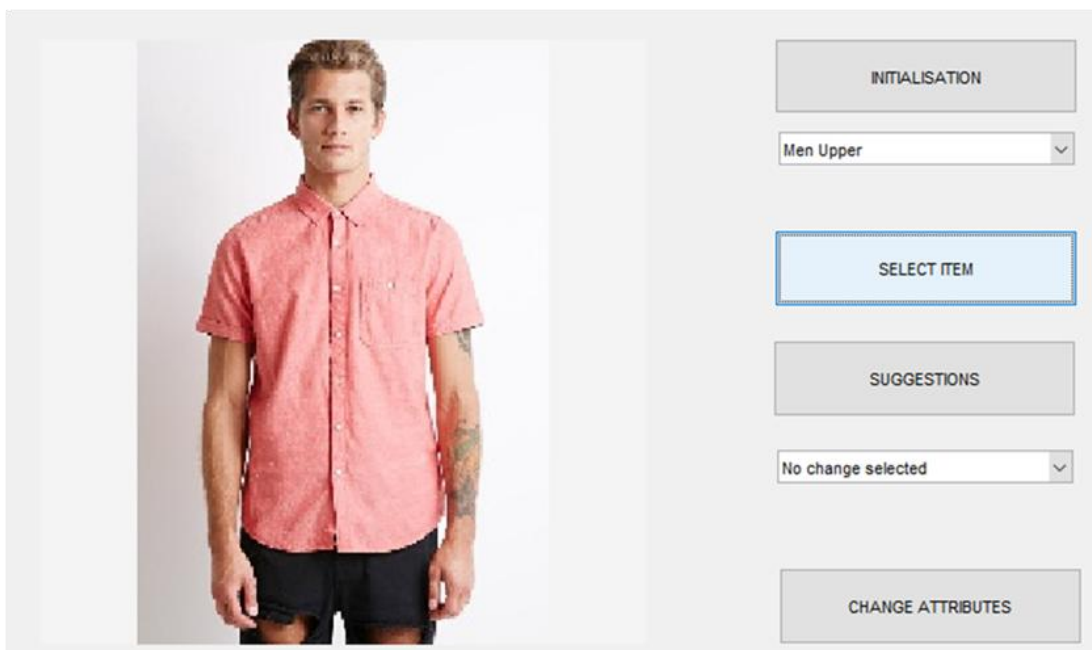 INITIALISATION
Men Upper
SELECT ITEM
SUGGESTIONS
No change selected
CHANGE ATTRIBUTES